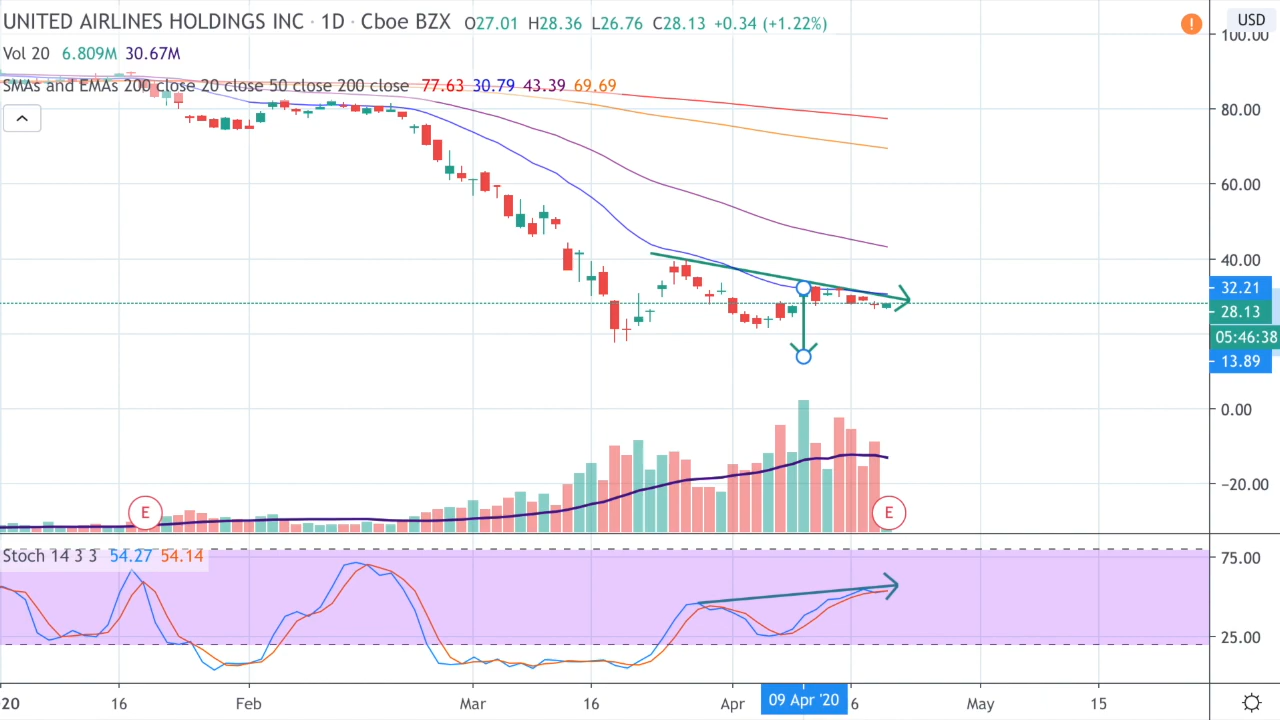 UNITED AIRLINES HOLDINGS INC · 1D · Cboe BZX O27.01 H28.36 L26.76 C28.13 +0.34 (+1.22%)
!
USD
100.00
Vol 20 6.809M 30.67M
SMAs and EMAs 200 close 20 close 50 close 200 close 77.63 30.79 43.39 69.69
80.00
60.00
40.00
32.21
28.13
05:46:38
13.89
0.00
−20.00
E
E
Stoch 14 3 3 54.27 54.14
75.00
25.00
20
16
Feb
Mar
16
Apr
09 Apr '20
6
May
15